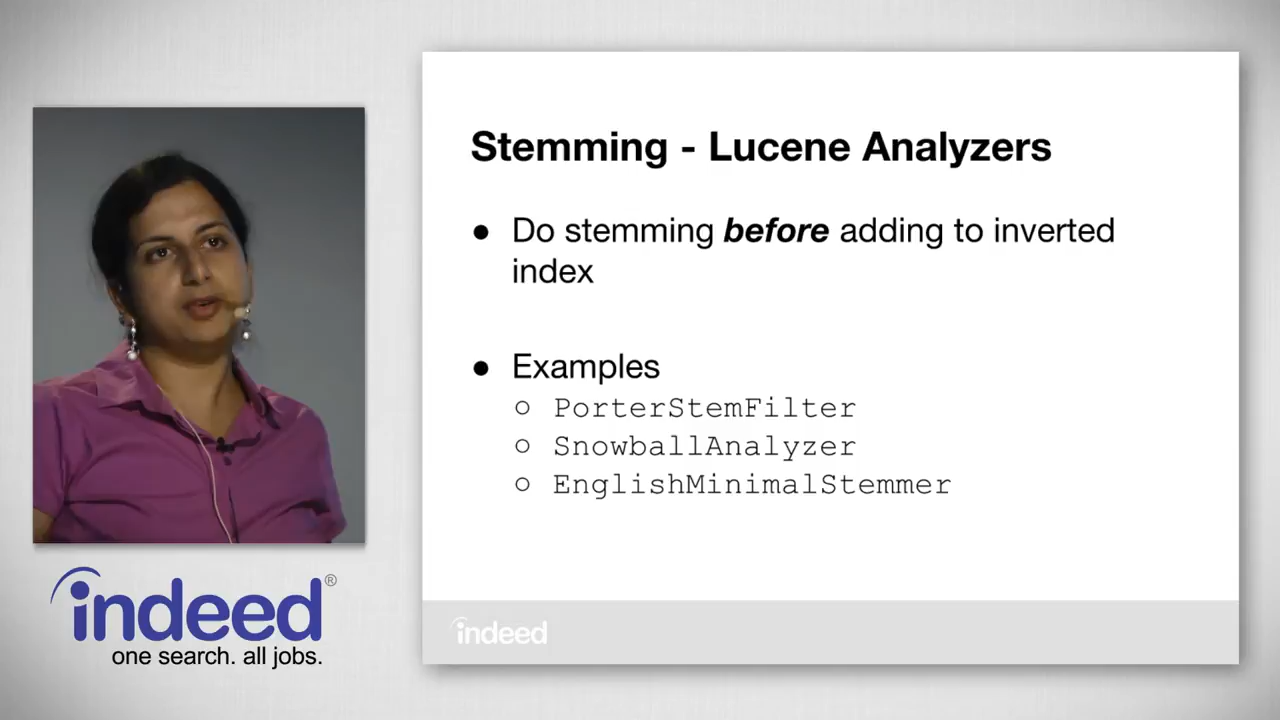 Stemming - Lucene Analyzers
● Do stemming before adding to inverted
index
● Examples
○ PorterStemFilter
○ SnowballAnalyzer
○ EnglishMinimalStemmer
indeed
indeed®
one search. all jobs.